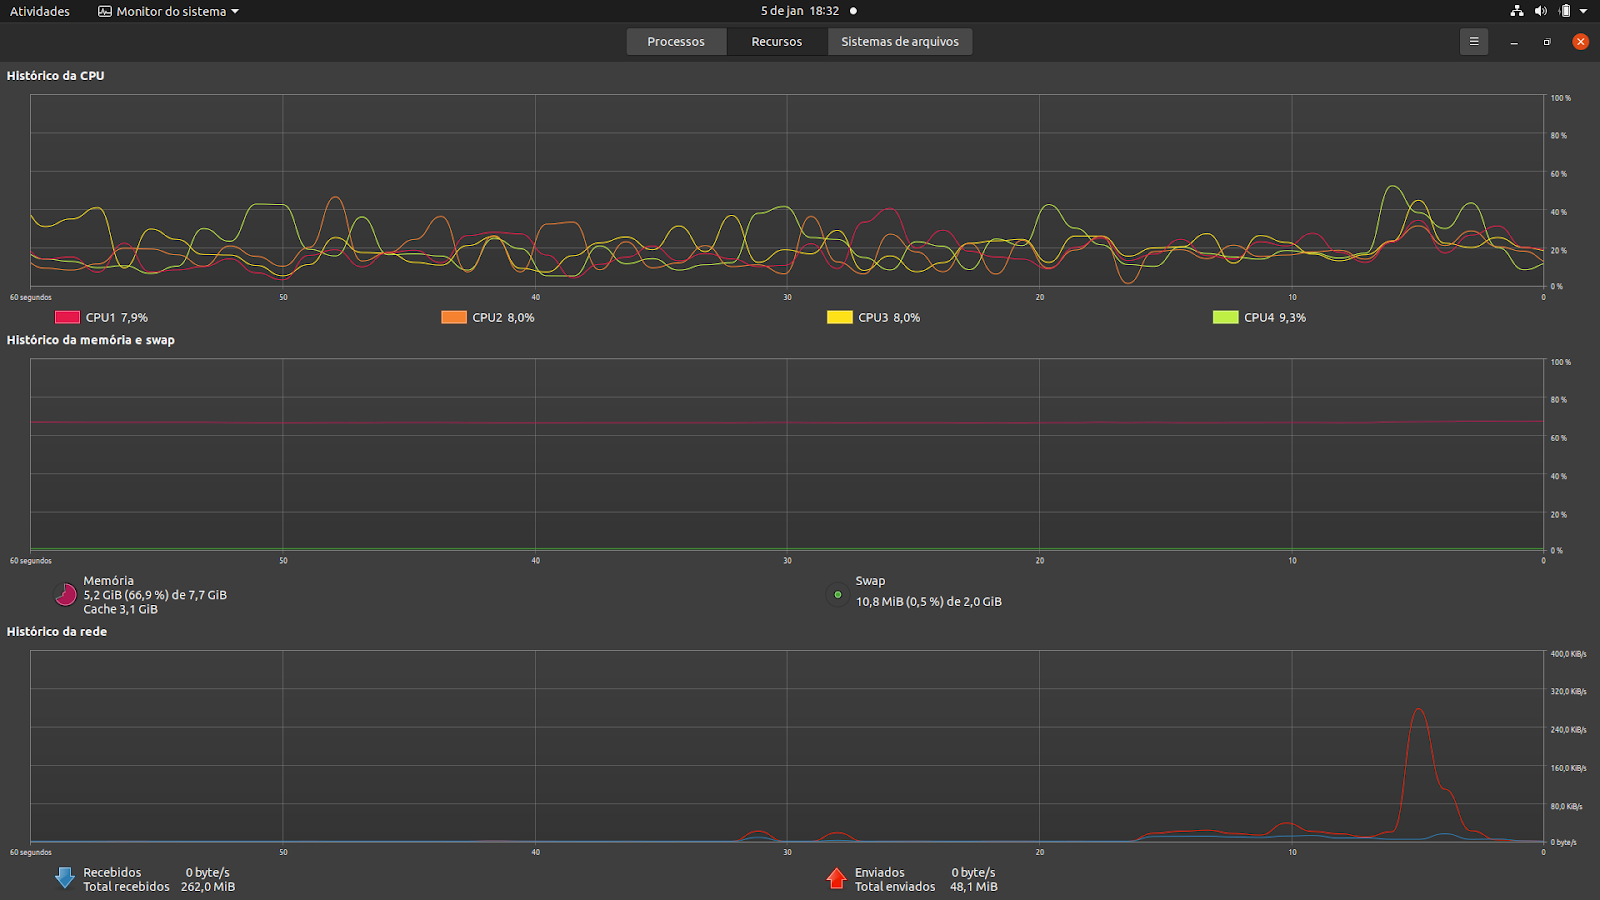 Atividades Monitor do sistema 5 de jan 18:32
Processos Recursos Sistemas de arquivos
Histórico da CPU
100 %
80 %
60 %
40 %
20 %
0 %
60 segundos 50 40 30 20 10 0
CPU1 7,9% CPU2 8,0% CPU3 8,0% CPU4 9,3%
Histórico da memória e swap
100 %
80 %
60 %
40 %
20 %
0 %
60 segundos 50 40 30 20 10 0
Memória
5,2 GiB (66,9 %) de 7,7 GiB
Cache 3,1 GiB
Swap
10,8 MiB (0,5 %) de 2,0 GiB
Histórico da rede
400,0 KiB/s
320,0 KiB/s
240,0 KiB/s
160,0 KiB/s
80,0 KiB/s
0 byte/s
60 segundos 50 40 30 20 10 0
Recebidos 0 byte/s
Total recebidos 262,0 MiB
Enviados 0 byte/s
Total enviados 48,1 MiB